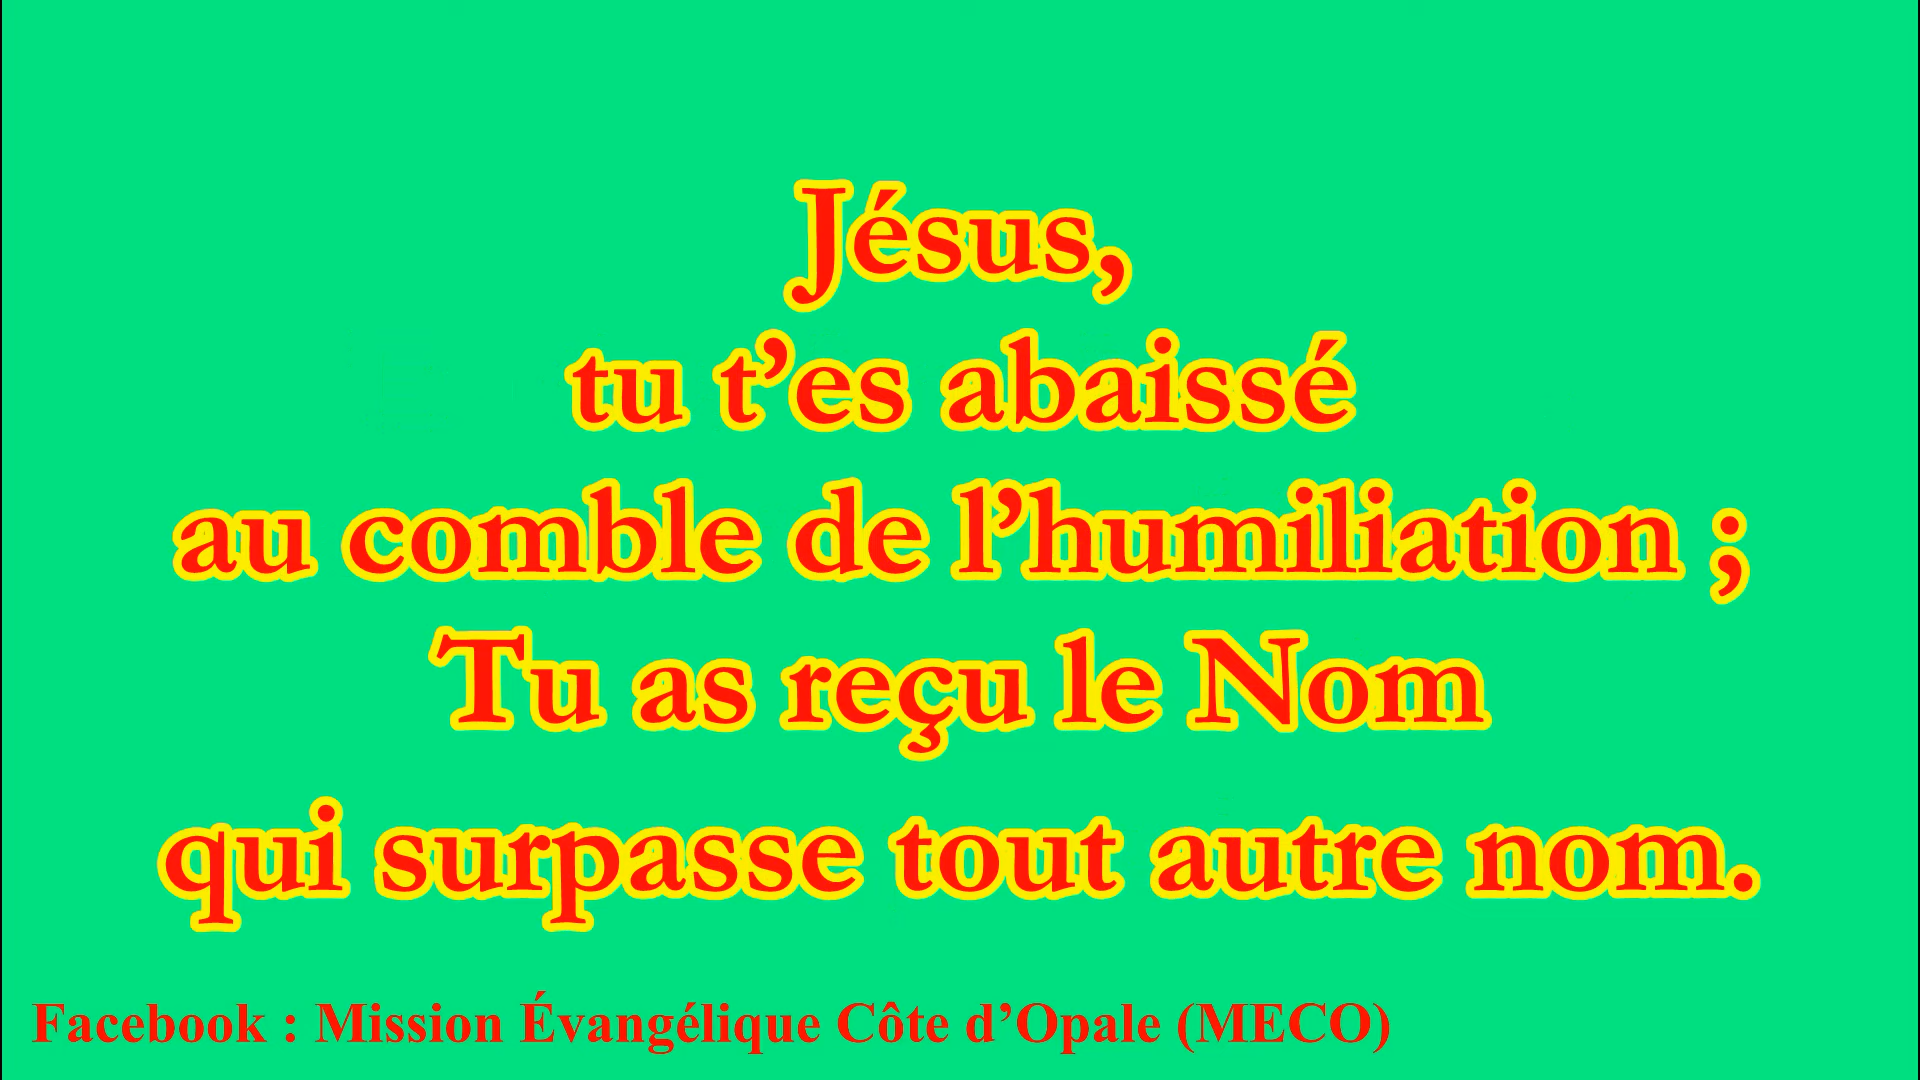 Jésus,
tu t’es abaissé
au comble de l’humiliation ;
Tu as reçu le Nom
qui surpasse tout autre nom.
Facebook : Mission Évangélique Côte d’Opale (MECO)